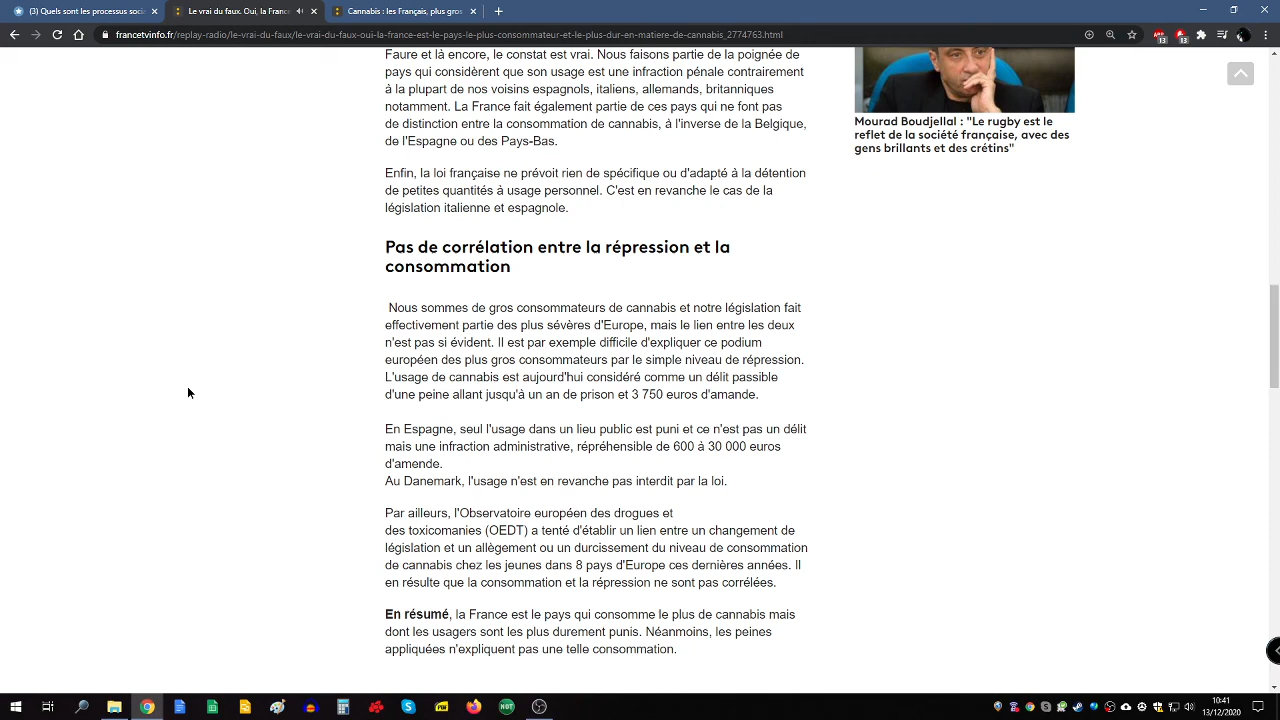 (3) Quels sont les processus socia
Le vrai du faux. Oui, la France
Cannabis : les Français, plus gros
francetvinfo.fr/replay-radio/le-vrai-du-faux/le-vrai-du-faux-oui-la-france-est-le-pays-le-plus-consommateur-et-le-plus-dur-en-matiere-de-cannabis_2774763.html
Faure et là encore, le constat est vrai. Nous faisons partie de la poignée de
pays qui considèrent que son usage est une infraction pénale contrairement
à la plupart de nos voisins espagnols, italiens, allemands, britanniques
notamment. La France fait également partie de ces pays qui ne font pas
de distinction entre la consommation de cannabis, à l'inverse de la Belgique,
de l'Espagne ou des Pays-Bas.
Mourad Boudjellal : "Le rugby est le
reflet de la société française, avec des
gens brillants et des crétins"
Enfin, la loi française ne prévoit rien de spécifique ou d'adapté à la détention
de petites quantités à usage personnel. C'est en revanche le cas de la
législation italienne et espagnole.
Pas de corrélation entre la répression et la
consommation
Nous sommes de gros consommateurs de cannabis et notre législation fait
effectivement partie des plus sévères d'Europe, mais le lien entre les deux
n'est pas si évident. Il est par exemple difficile d'expliquer ce podium
européen des plus gros consommateurs par le simple niveau de répression.
L'usage de cannabis est aujourd'hui considéré comme un délit passible
d'une peine allant jusqu'à un an de prison et 3 750 euros d'amande.
En Espagne, seul l'usage dans un lieu public est puni et ce n'est pas un délit
mais une infraction administrative, répréhensible de 600 à 30 000 euros
d'amende.
Au Danemark, l'usage n'est en revanche pas interdit par la loi.
Par ailleurs, l'Observatoire européen des drogues et
des toxicomanies (OEDT) a tenté d'établir un lien entre un changement de
législation et un allègement ou un durcissement du niveau de consommation
de cannabis chez les jeunes dans 8 pays d'Europe ces dernières années. Il
en résulte que la consommation et la répression ne sont pas corrélées.
En résumé, la France est le pays qui consomme le plus de cannabis mais
dont les usagers sont les plus durement punis. Néanmoins, les peines
appliquées n'expliquent pas une telle consommation.
10:41
13/12/2020